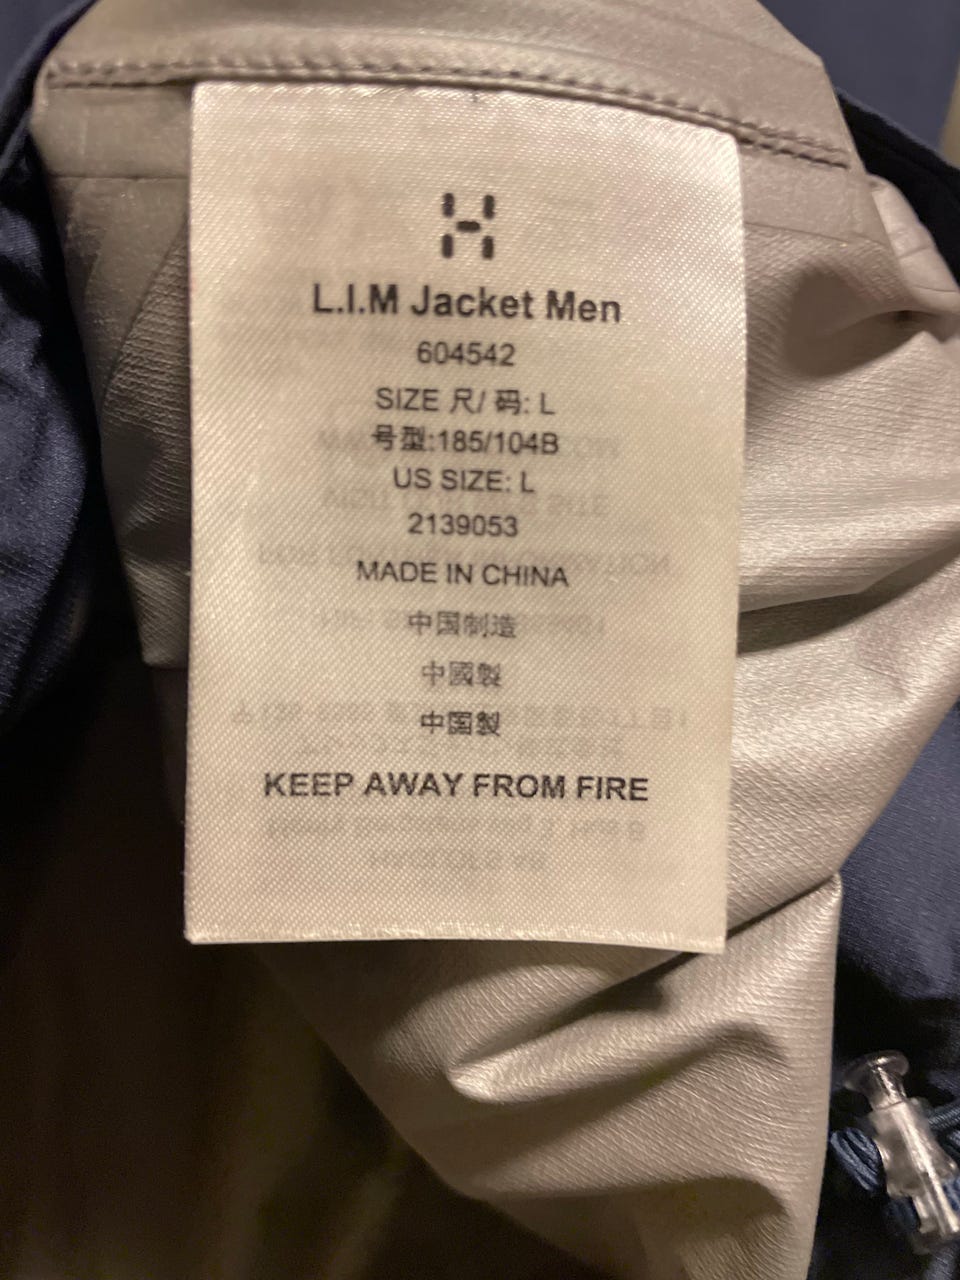 L.I.M Jacket Men
604542
SIZE 尺/ 码: L
号型:185/104B
US SIZE: L
2139053
MADE IN CHINA
中国制造
中國製
中国製
KEEP AWAY FROM FIRE